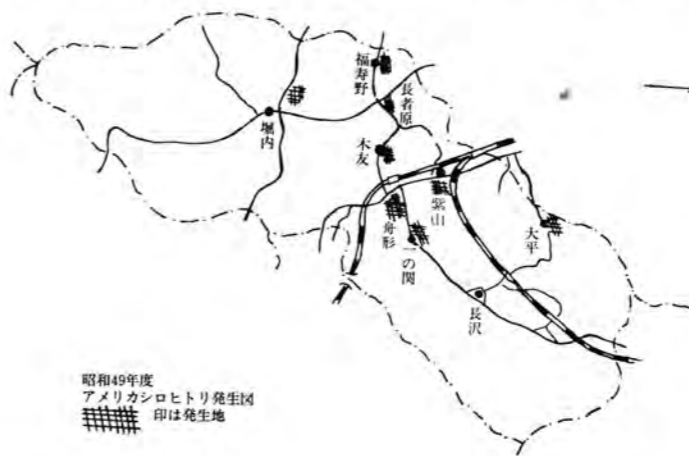 福寿野
長者原
堀内
木友
紫山
舟形
一の関
大平
長沢
昭和49年度
アメリカシロヒトリ発生図
印は発生地